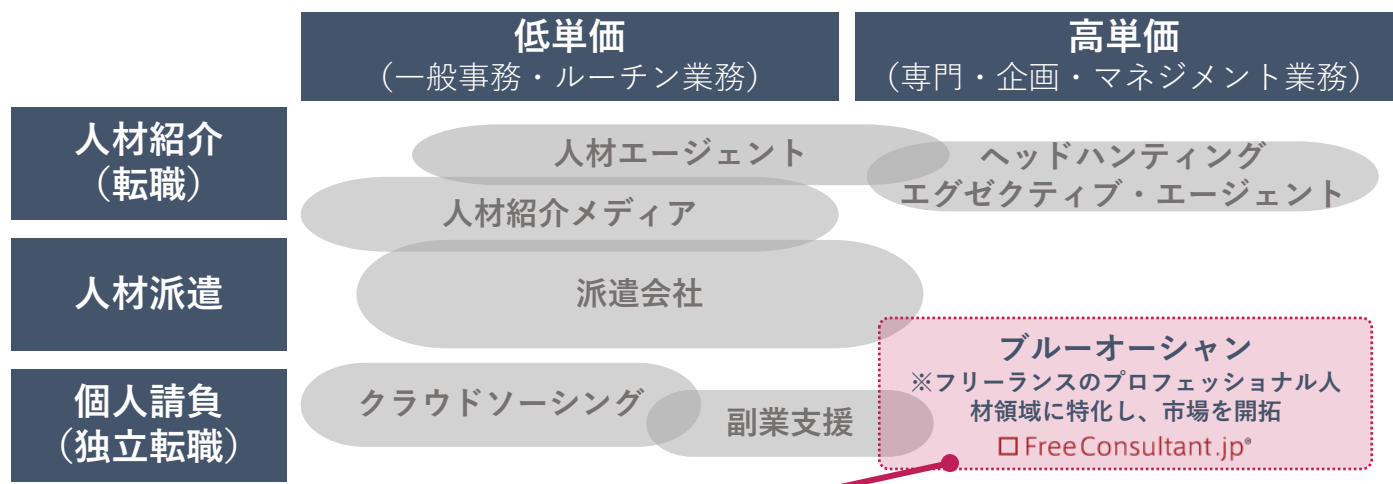 低単価
（一般事務・ルーチン業務）
高単価
（専門・企画・マネジメント業務）
人材紹介
（転職）
人材エージェント
ヘッドハンティング
エグゼクティブ・エージェント
人材紹介メディア
人材派遣
派遣会社
個人請負
（独立転職）
クラウドソーシング
副業支援
ブルーオーシャン
※フリーランスのプロフェッショナル人
材領域に特化し、市場を開拓
FreeConsultant.jp®